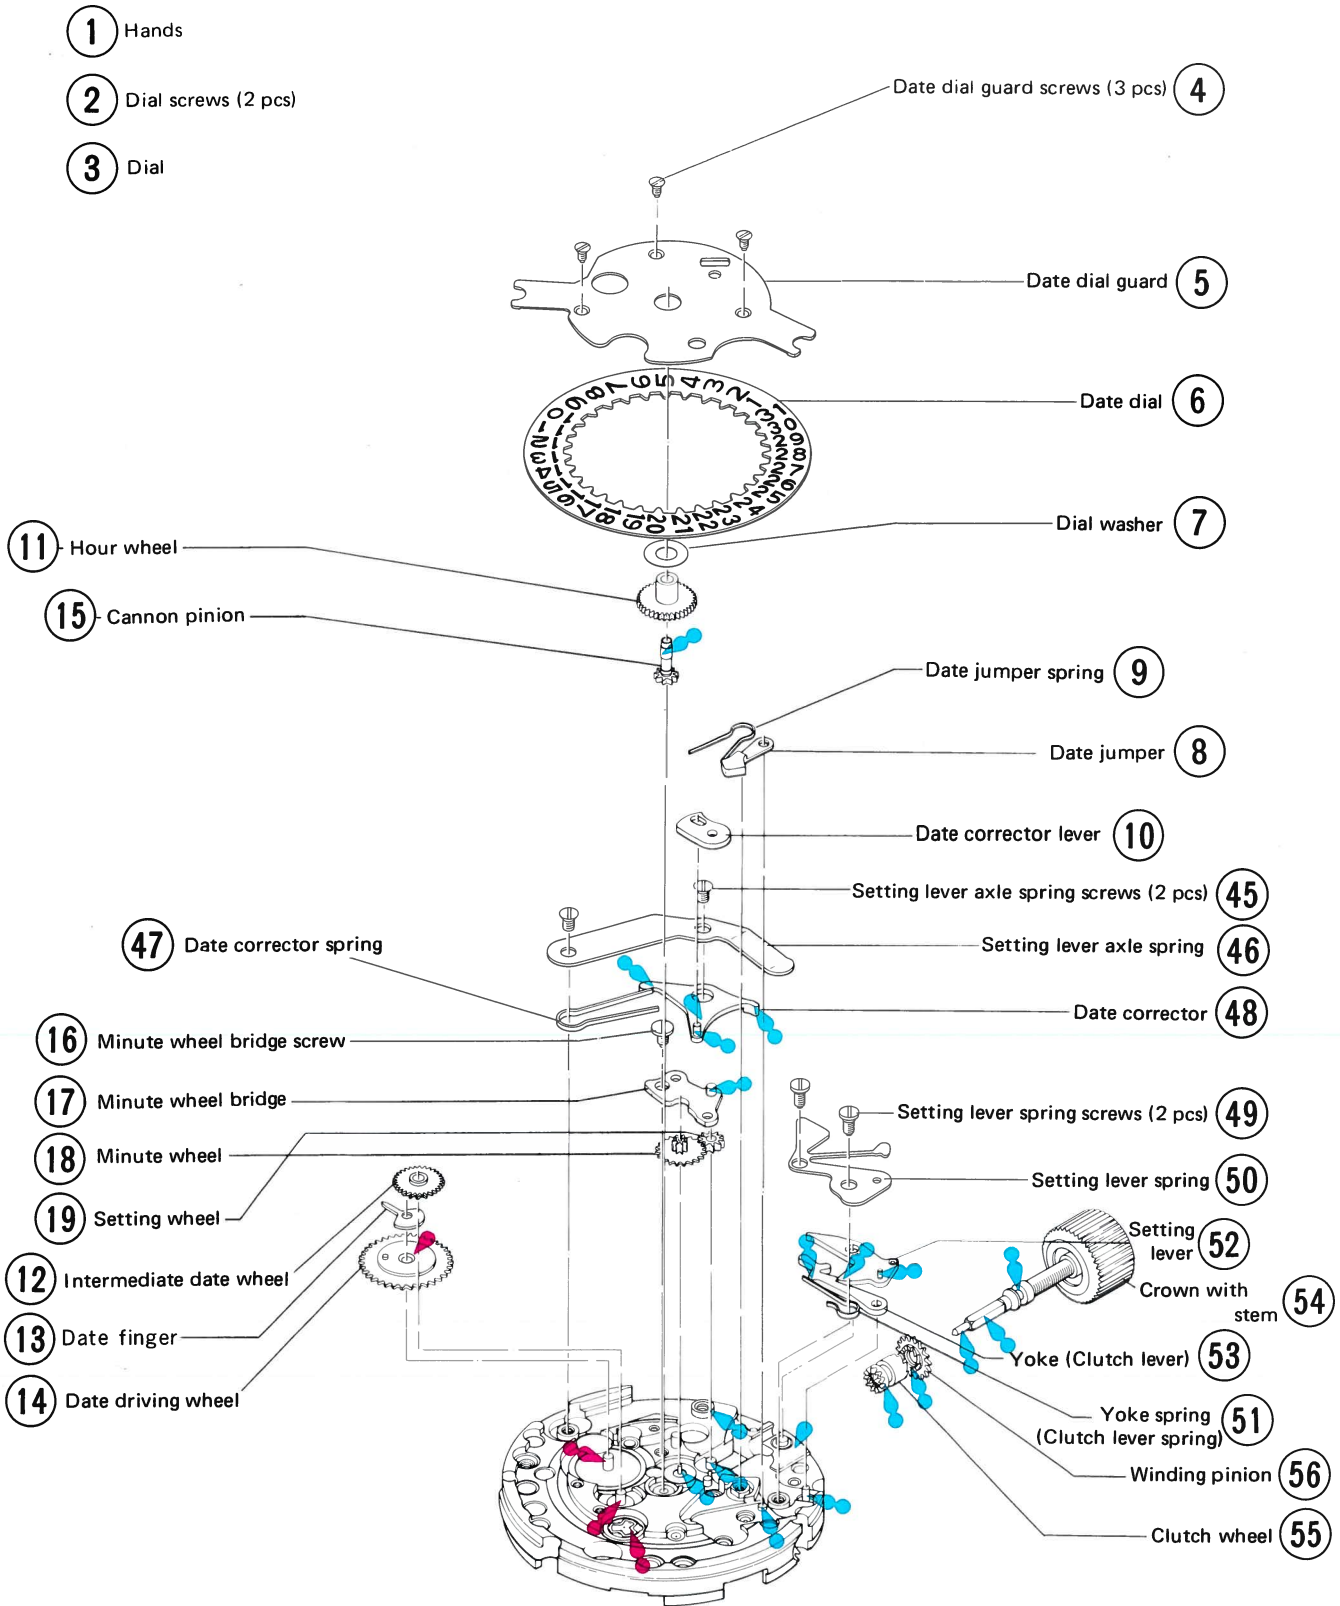 1 Hands
2 Dial screws (2 pcs)
3 Dial
Date dial guard screws (3 pcs) 4
Date dial guard 5
Date dial 6
Dial washer 7
11 Hour wheel
15 Cannon pinion
Date jumper spring 9
Date jumper 8
Date corrector lever 10
Setting lever axle spring screws (2 pcs) 45
47 Date corrector spring
Setting lever axle spring 46
Date corrector 48
16 Minute wheel bridge screw
17 Minute wheel bridge
Setting lever spring screws (2 pcs) 49
18 Minute wheel
Setting lever spring 50
19 Setting wheel
Setting
lever 52
12 Intermediate date wheel
Crown with
stem 54
13 Date finger
Yoke (Clutch lever) 53
14 Date driving wheel
Yoke spring
(Clutch lever spring) 51
Winding pinion 56
Clutch wheel 55